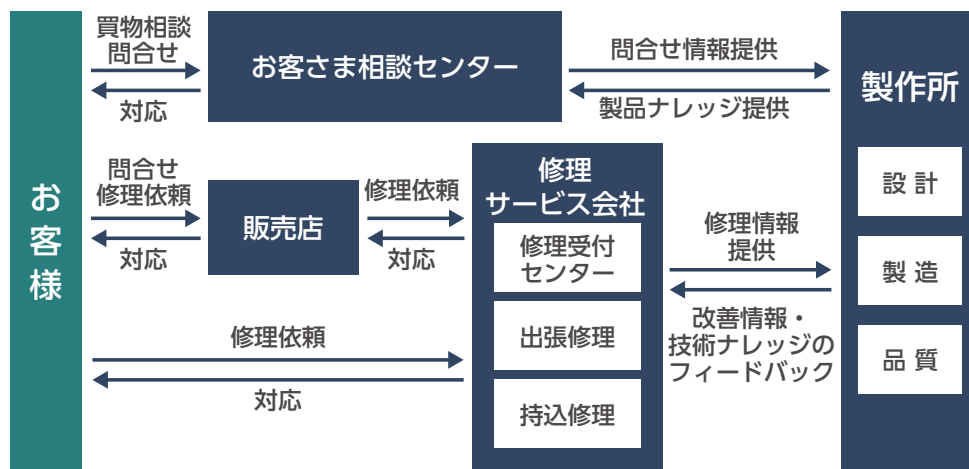 お客様
買物相談
問合せ
対応
お客さま相談センター
問合せ情報提供
製品ナレッジ提供
問合せ
修理依頼
対応
販売店
修理依頼
対応
修理依頼
対応
修理
サービス会社
修理受付
センター
出張修理
持込修理
修理情報
提供
改善情報・
技術ナレッジの
フィードバック
製作所
設計
製造
品質